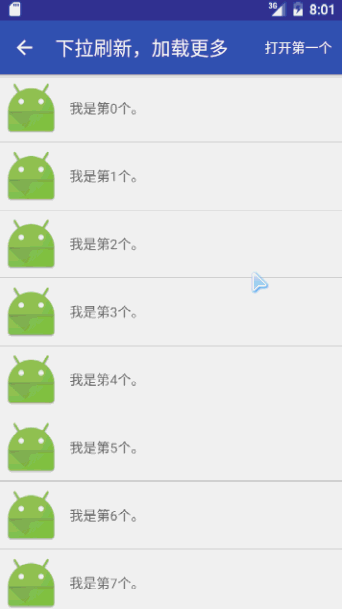 3G 8:01
下拉刷新，加载更多 打开第一个
我是第0个。
我是第1个。
我是第2个。
我是第3个。
我是第4个。
我是第5个。
我是第6个。
我是第7个。